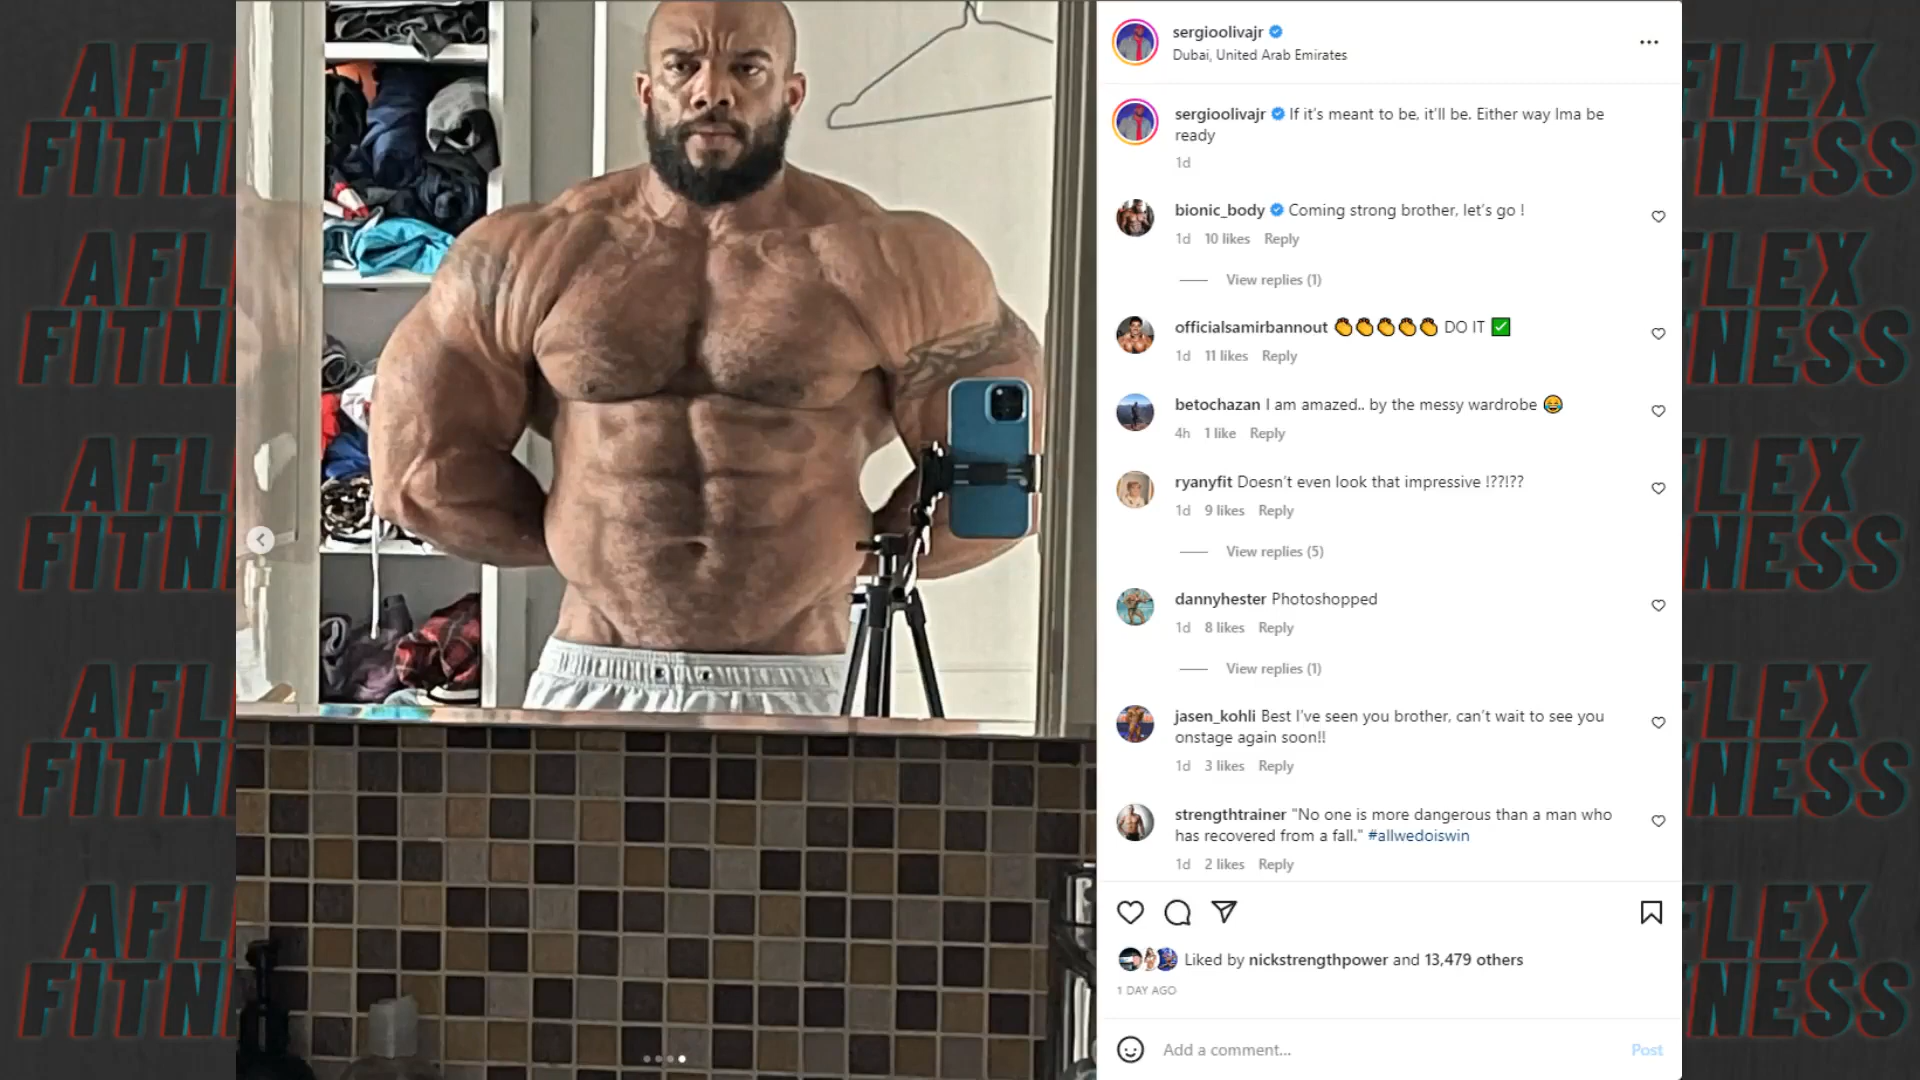 AFLEX
FITNESS
sergioolivajr
Dubai, United Arab Emirates
sergioolivajr If it's meant to be, it'll be. Either way Ima be
ready
1d
bionic_body Coming strong brother, let's go !
1d 10 likes Reply
View replies (1)
officialsamirbannout 👏👏👏👏👏 DO IT ✅
1d 11 likes Reply
betochazan I am amazed.. by the messy wardrobe 😂
4h 1 like Reply
ryanyfit Doesn't even look that impressive !??!??
1d 9 likes Reply
View replies (5)
dannyhester Photoshopped
1d 8 likes Reply
View replies (1)
jasen_kohli Best I've seen you brother, can't wait to see you
onstage again soon!!
1d 3 likes Reply
strengthtrainer "No one is more dangerous than a man who
has recovered from a fall." #allwedoiswin
1d 2 likes Reply
Liked by nickstrengthpower and 13,479 others
1 DAY AGO
Add a comment...
Post